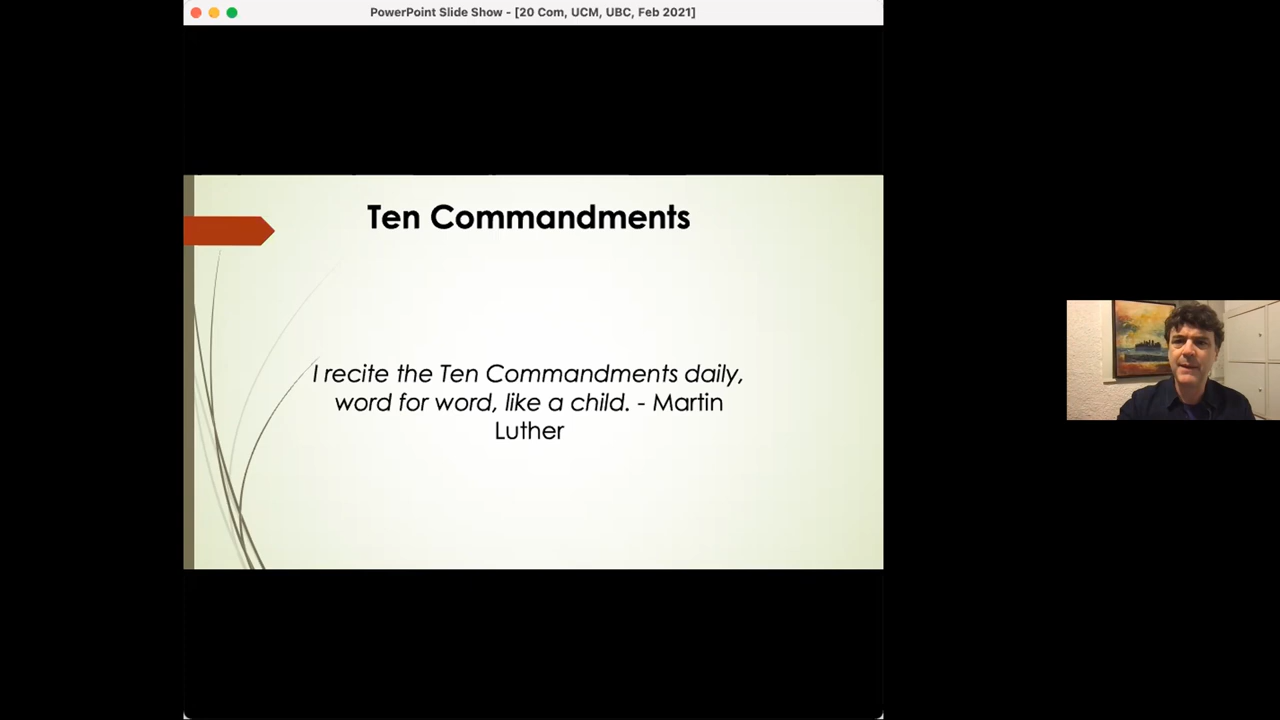 PowerPoint Slide Show - [20 Com, UCM, UBC, Feb 2021]
Ten Commandments
I recite the Ten Commandments daily,
word for word, like a child. - Martin
Luther